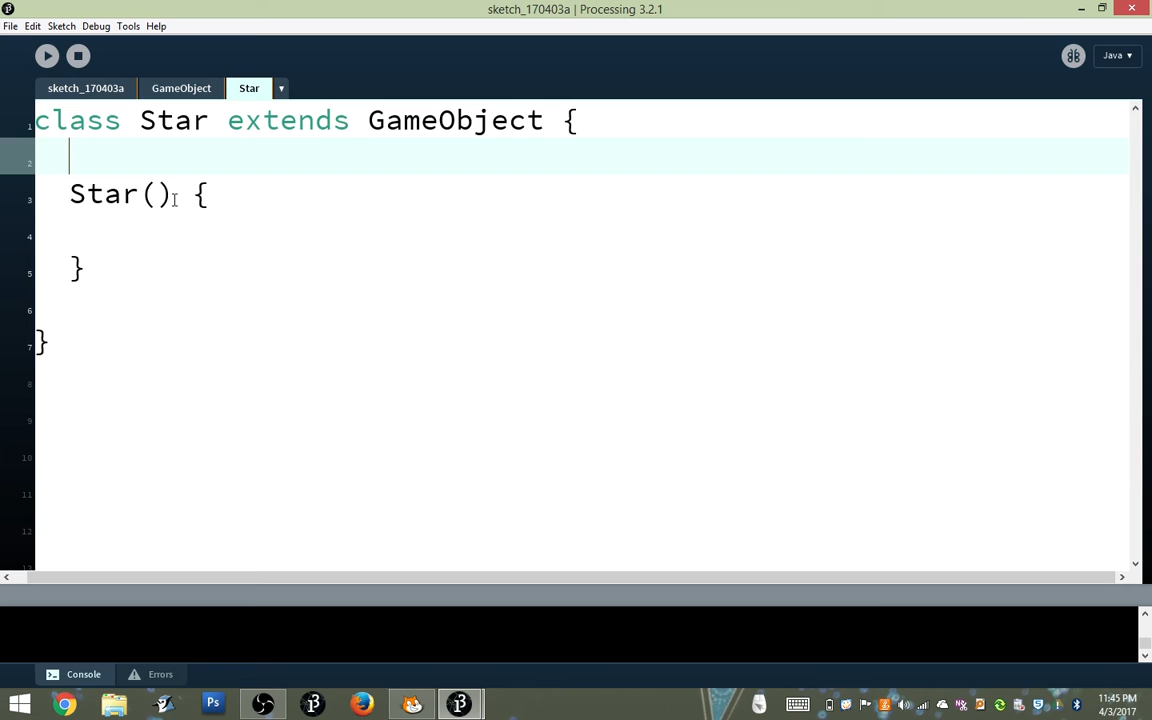 sketch_170403a | Processing 3.2.1
File Edit Sketch Debug Tools Help
Java ▾
sketch_170403a GameObject Star ▾
1 class Star extends GameObject {
2
3 Star() {
4
5 }
6
7 }
8
9
10
11
12
Console Errors
Ps
11:45 PM
4/3/2017